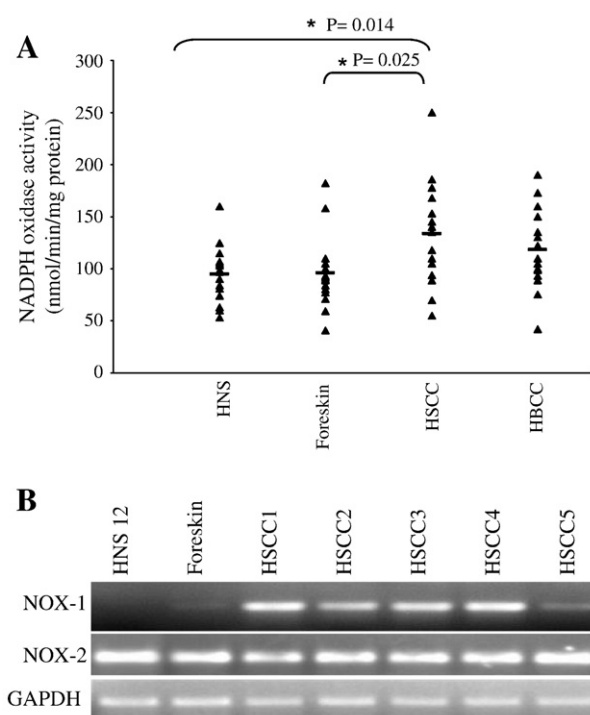 * P= 0.014
A
* P= 0.025
NADPH oxidase activity
(nmol/min/mg protein)
300
250
200
150
100
50
0
HNS
Foreskin
HSCC
HBCC
B
HNS 12
Foreskin
HSCC1
HSCC2
HSCC3
HSCC4
HSCC5
NOX-1
NOX-2
GAPDH